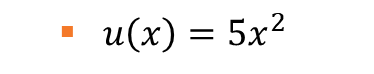 ▪ u(x) = 5x²